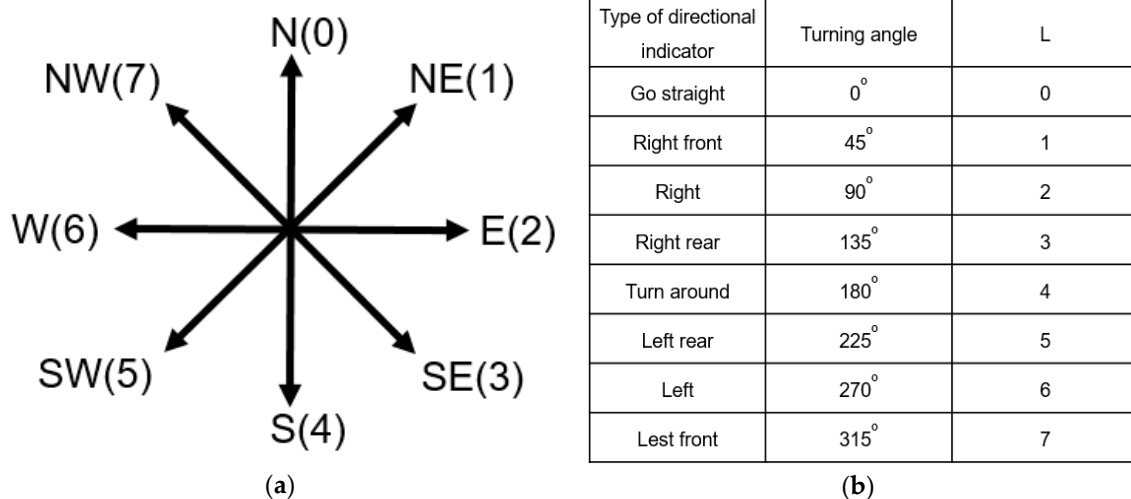 N(0)
NW(7)
NE(1)
W(6)
E(2)
SW(5)
SE(3)
S(4)
(a)
Type of directional
indicator
Turning angle
L
Go straight
0°
0
Right front
45°
1
Right
90°
2
Right rear
135°
3
Turn around
180°
4
Left rear
225°
5
Left
270°
6
Lest front
315°
7
(b)